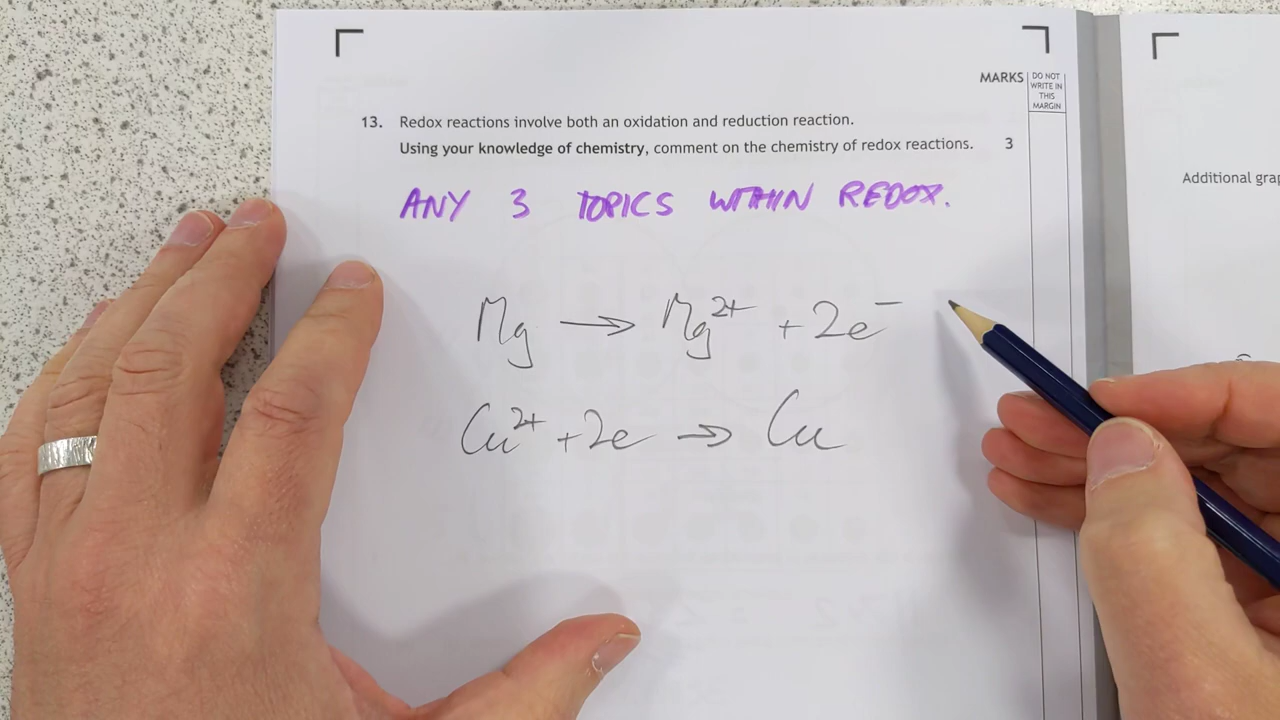 MARKS
DO NOT
WRITE IN
THIS
MARGIN
13. Redox reactions involve both an oxidation and reduction reaction.
Using your knowledge of chemistry, comment on the chemistry of redox reactions. 3
ANY 3 TOPICS WITHIN REDOX.
Mg → Mg²⁺ + 2e⁻
Cu²⁺ + 2e → Cu
Additional